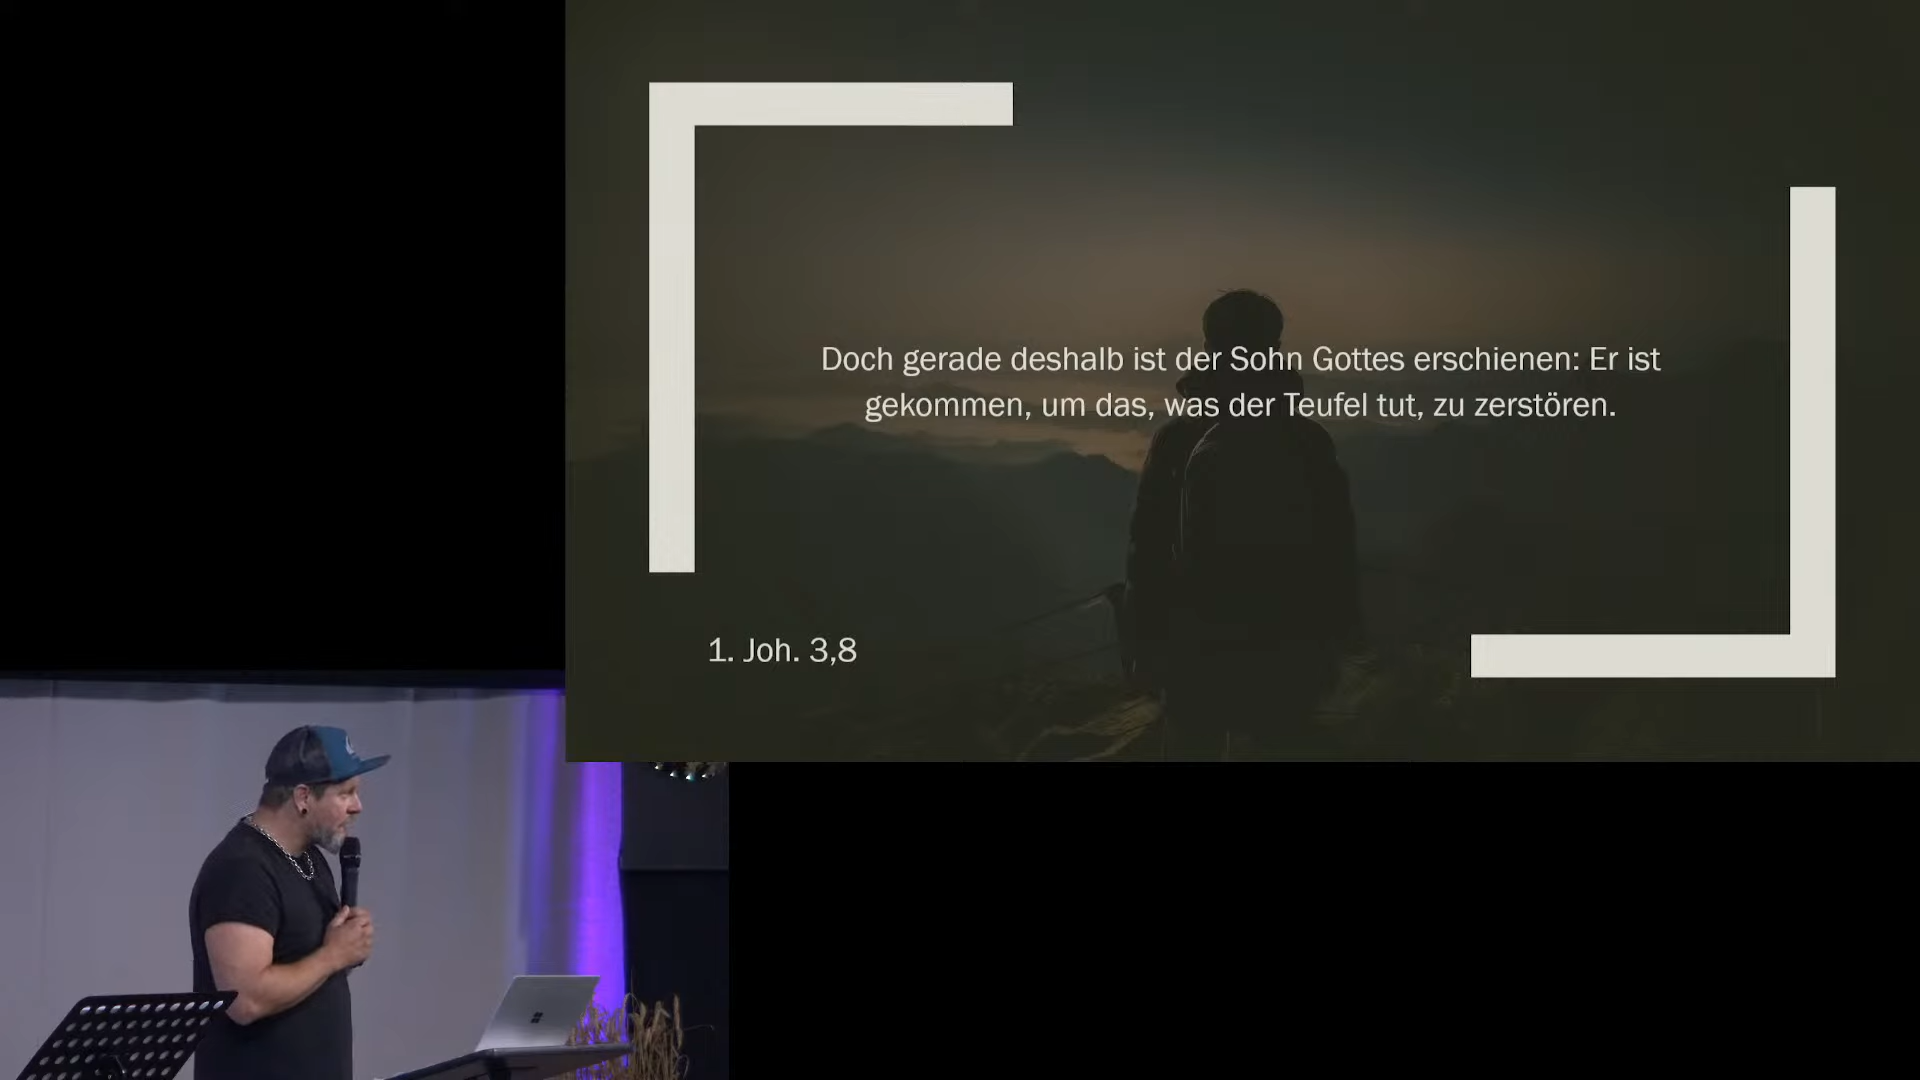 Doch gerade deshalb ist der Sohn Gottes erschienen: Er ist
gekommen, um das, was der Teufel tut, zu zerstören.
1. Joh. 3,8